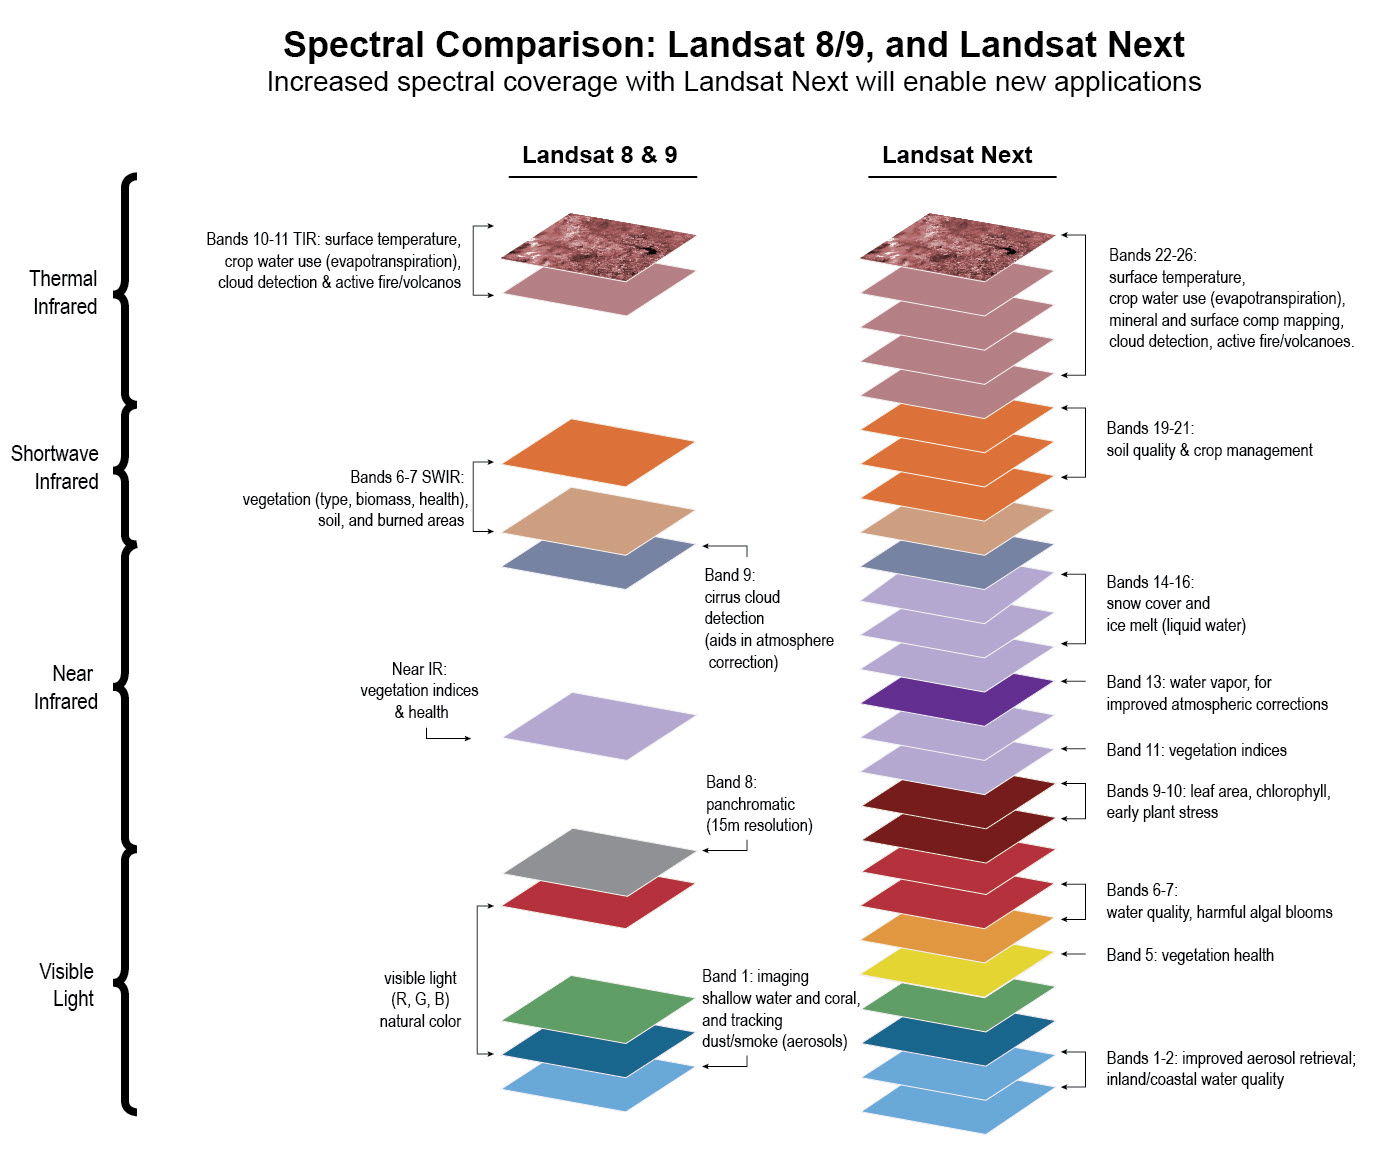 Spectral Comparison: Landsat 8/9, and Landsat Next
Increased spectral coverage with Landsat Next will enable new applications
Landsat 8 & 9
Landsat Next
Thermal
Infrared
Shortwave
Infrared
Near
Infrared
Visible
Light
Bands 10-11 TIR: surface temperature,
crop water use (evapotranspiration),
cloud detection & active fire/volcanos
Bands 6-7 SWIR:
vegetation (type, biomass, health),
soil, and burned areas
Band 9:
cirrus cloud
detection
(aids in atmosphere
correction)
Near IR:
vegetation indices
& health
Band 8:
panchromatic
(15m resolution)
visible light
(R, G, B)
natural color
Band 1: imaging
shallow water and coral,
and tracking
dust/smoke (aerosols)
Bands 22-26:
surface temperature,
crop water use (evapotranspiration),
mineral and surface comp mapping,
cloud detection, active fire/volcanoes.
Bands 19-21:
soil quality & crop management
Bands 14-16:
snow cover and
ice melt (liquid water)
Band 13: water vapor, for
improved atmospheric corrections
Band 11: vegetation indices
Bands 9-10: leaf area, chlorophyll,
early plant stress
Bands 6-7:
water quality, harmful algal blooms
Band 5: vegetation health
Bands 1-2: improved aerosol retrieval;
inland/coastal water quality